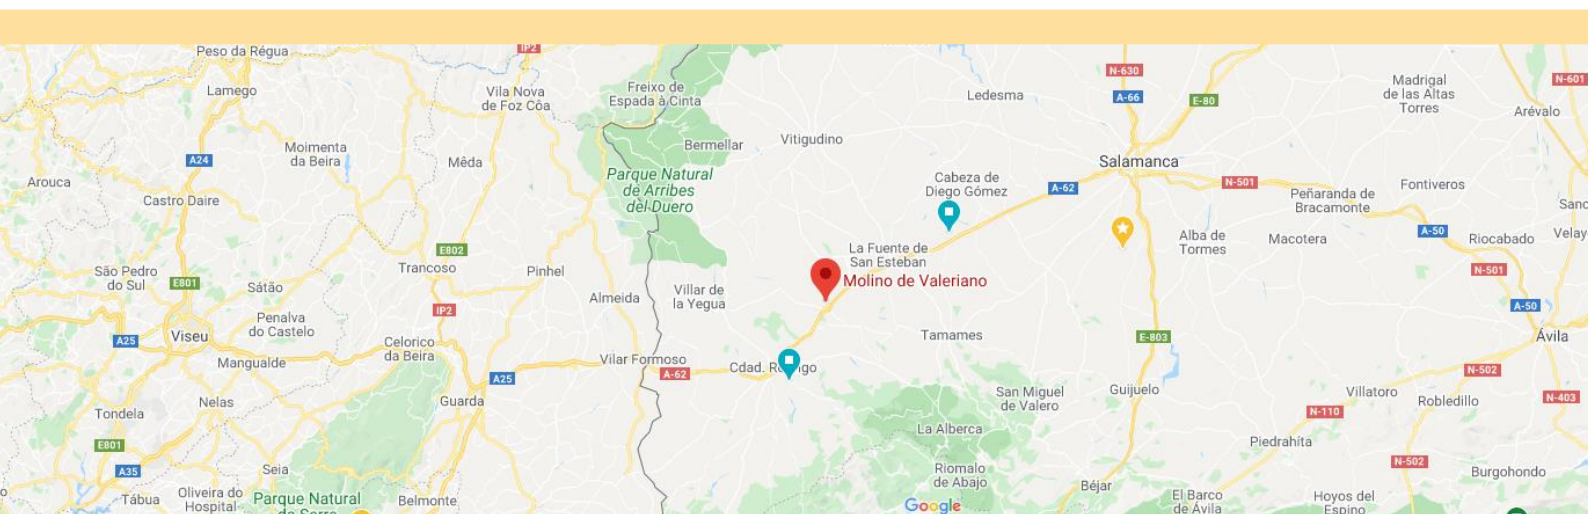 Peso da Régua
IP2
Lamego
Vila Nova
de Foz Côa
Freixo de
Espada à Cinta
Ledesma
N-630
A-66
E-80
Madrigal
de las Altas
Torres
N-601
Arévalo
A24
Moimenta
da Beira
Mêda
Bermellar
Vitigudino
Salamanca
Arouca
Castro Daire
Parque Natural
de Arribes
del Duero
Cabeza de
Diego Gómez
A-62
N-501
Peñaranda de
Bracamonte
Fontiveros
E802
Trancoso
Pinhel
La Fuente de
San Esteban
Alba de
Tormes
Macotera
A-50
Riocabado
São Pedro
do Sul
E801
Sátão
Almeida
Villar de
la Yegua
Molino de Valeriano
N-501
A-50
Penalva
do Castelo
IP2
A25
Viseu
Mangualde
Celorico
da Beira
Tamames
E-803
Ávila
Vilar Formoso
A-62
Cdad.
A25
Guarda
N-502
Nelas
Tondela
San Miguel
de Valero
Guijuelo
Villatoro
Robledillo
N-403
N-110
E801
La Alberca
Piedrahíta
A35
Seia
Riomalo
de Abajo
N-502
Burgohondo
Tábua
Oliveira do
Hospital
Parque Natural
Belmonte
Google
Béjar
El Barco
de Ávila
Hoyos del
Espino